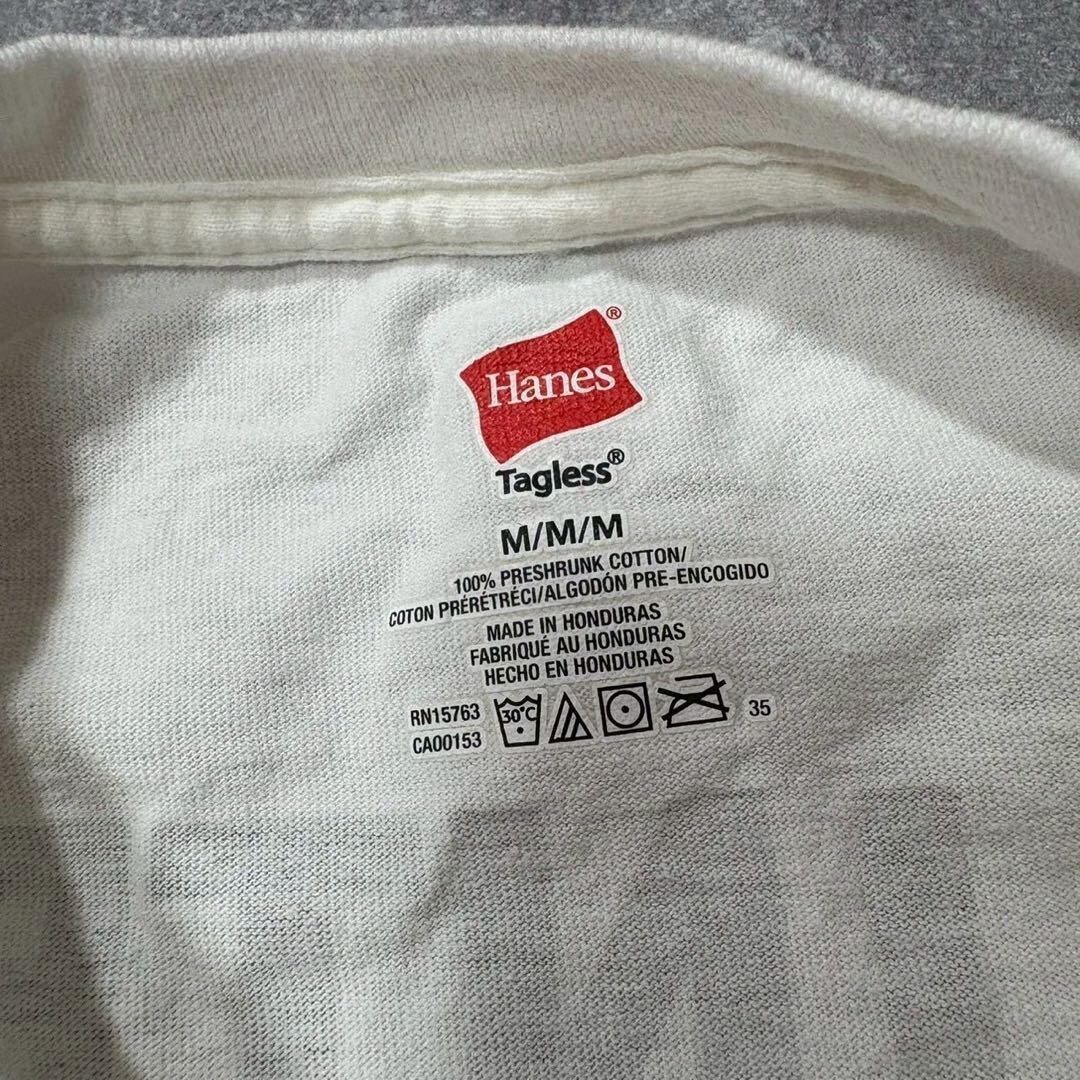 Hanes®
Tagless®
M/M/M
100% PRESHRUNK COTTON/
COTON PRÉRÉTRÉCI/ALGODÓN PRE-ENCOGIDO
MADE IN HONDURAS
FABRIQUÉ AU HONDURAS
HECHO EN HONDURAS
RN15763
CA00153
30°C
35